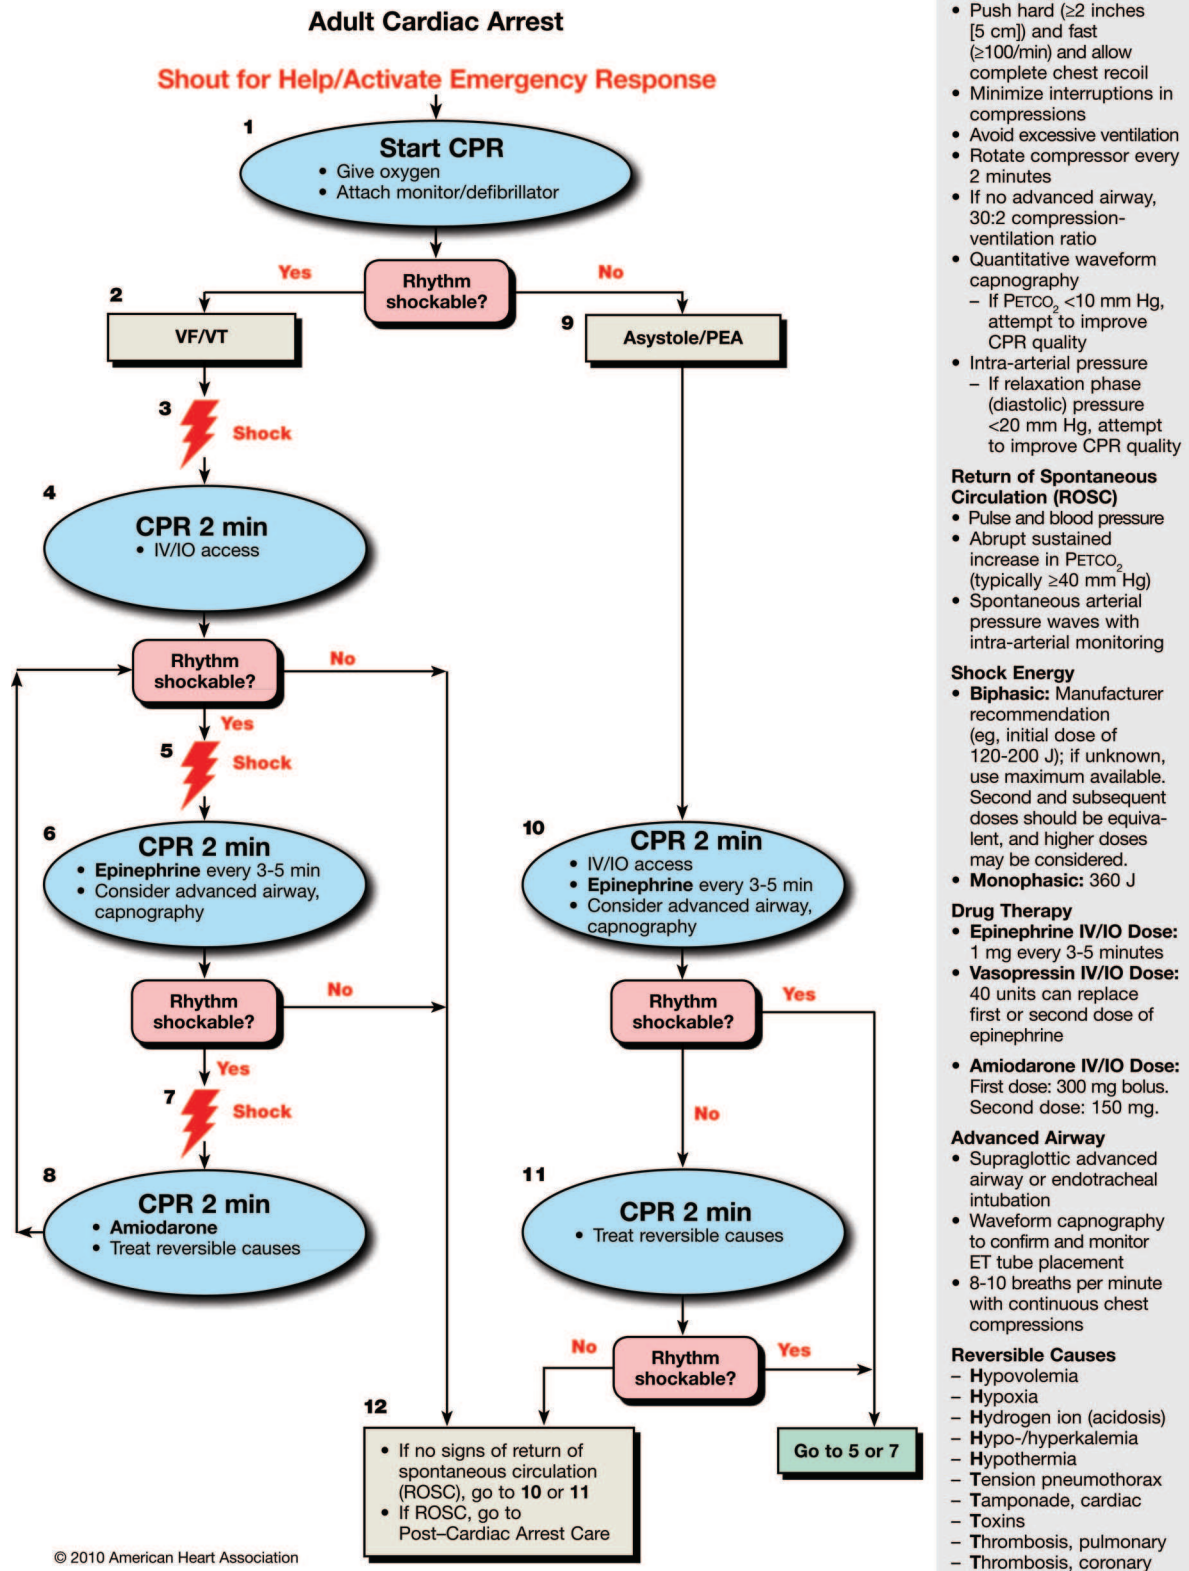 Adult Cardiac Arrest
Shout for Help/Activate Emergency Response
1
Start CPR
• Give oxygen
• Attach monitor/defibrillator
Rhythm
shockable?
Yes
No
2
VF/VT
9
Asystole/PEA
3
Shock
4
CPR 2 min
• IV/IO access
Rhythm
shockable?
No
Yes
5
Shock
6
CPR 2 min
• Epinephrine every 3-5 min
• Consider advanced airway,
capnography
10
CPR 2 min
• IV/IO access
• Epinephrine every 3-5 min
• Consider advanced airway,
capnography
Rhythm
shockable?
No
Yes
Rhythm
shockable?
Yes
No
7
Shock
8
CPR 2 min
• Amiodarone
• Treat reversible causes
11
CPR 2 min
• Treat reversible causes
Rhythm
shockable?
No
Yes
12
• If no signs of return of
spontaneous circulation
(ROSC), go to 10 or 11
• If ROSC, go to
Post–Cardiac Arrest Care
Go to 5 or 7
© 2010 American Heart Association
• Push hard (≥2 inches
[5 cm]) and fast
(≥100/min) and allow
complete chest recoil
• Minimize interruptions in
compressions
• Avoid excessive ventilation
• Rotate compressor every
2 minutes
• If no advanced airway,
30:2 compression-
ventilation ratio
• Quantitative waveform
capnography
– If PETCO₂ <10 mm Hg,
attempt to improve
CPR quality
• Intra-arterial pressure
– If relaxation phase
(diastolic) pressure
<20 mm Hg, attempt
to improve CPR quality
Return of Spontaneous
Circulation (ROSC)
• Pulse and blood pressure
• Abrupt sustained
increase in PETCO₂
(typically ≥40 mm Hg)
• Spontaneous arterial
pressure waves with
intra-arterial monitoring
Shock Energy
• Biphasic: Manufacturer
recommendation
(eg, initial dose of
120-200 J); if unknown,
use maximum available.
Second and subsequent
doses should be equiva-
lent, and higher doses
may be considered.
• Monophasic: 360 J
Drug Therapy
• Epinephrine IV/IO Dose:
1 mg every 3-5 minutes
• Vasopressin IV/IO Dose:
40 units can replace
first or second dose of
epinephrine
• Amiodarone IV/IO Dose:
First dose: 300 mg bolus.
Second dose: 150 mg.
Advanced Airway
• Supraglottic advanced
airway or endotracheal
intubation
• Waveform capnography
to confirm and monitor
ET tube placement
• 8-10 breaths per minute
with continuous chest
compressions
Reversible Causes
– Hypovolemia
– Hypoxia
– Hydrogen ion (acidosis)
– Hypo-/hyperkalemia
– Hypothermia
– Tension pneumothorax
– Tamponade, cardiac
– Toxins
– Thrombosis, pulmonary
– Thrombosis, coronary